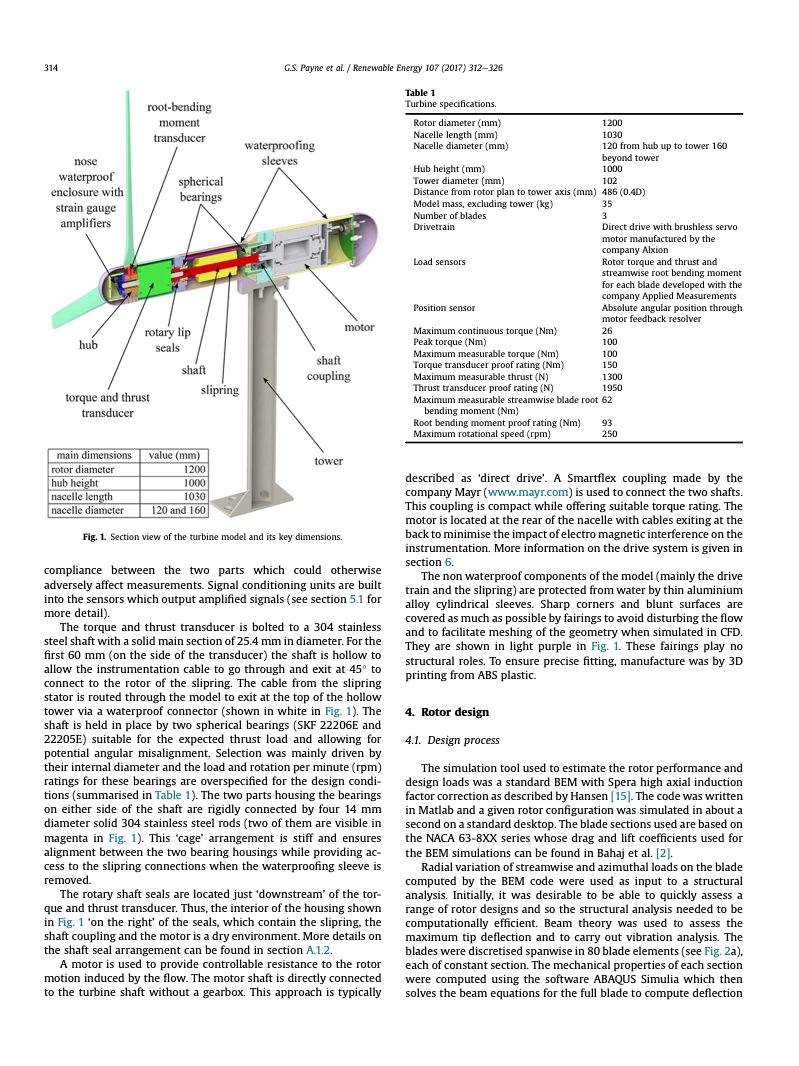 314
G.S. Payne et al. / Renewable Energy 107 (2017) 312–326
root-bending
moment
transducer
waterproofing
sleeves
nose
waterproof
enclosure with
strain gauge
amplifiers
spherical
bearings
hub
rotary lip
seals
motor
shaft
shaft
coupling
slipring
torque and thrust
transducer
tower
main dimensions value (mm)
rotor diameter 1200
hub height 1000
nacelle length 1030
nacelle diameter 120 and 160
Fig. 1. Section view of the turbine model and its key dimensions.
compliance between the two parts which could otherwise
adversely affect measurements. Signal conditioning units are built
into the sensors which output amplified signals (see section 5.1 for
more detail).
The torque and thrust transducer is bolted to a 304 stainless
steel shaft with a solid main section of 25.4 mm in diameter. For the
first 60 mm (on the side of the transducer) the shaft is hollow to
allow the instrumentation cable to go through and exit at 45° to
connect to the rotor of the slipring. The cable from the slipring
stator is routed through the model to exit at the top of the hollow
tower via a waterproof connector (shown in white in Fig. 1). The
shaft is held in place by two spherical bearings (SKF 22206E and
22205E) suitable for the expected thrust load and allowing for
potential angular misalignment. Selection was mainly driven by
their internal diameter and the load and rotation per minute (rpm)
ratings for these bearings are overspecified for the design condi-
tions (summarised in Table 1). The two parts housing the bearings
on either side of the shaft are rigidly connected by four 14 mm
diameter solid 304 stainless steel rods (two of them are visible in
magenta in Fig. 1). This 'cage' arrangement is stiff and ensures
alignment between the two bearing housings while providing ac-
cess to the slipring connections when the waterproofing sleeve is
removed.
The rotary shaft seals are located just 'downstream' of the tor-
que and thrust transducer. Thus, the interior of the housing shown
in Fig. 1 'on the right' of the seals, which contain the slipring, the
shaft coupling and the motor is a dry environment. More details on
the shaft seal arrangement can be found in section A.1.2.
A motor is used to provide controllable resistance to the rotor
motion induced by the flow. The motor shaft is directly connected
to the turbine shaft without a gearbox. This approach is typically
Table 1
Turbine specifications.
Rotor diameter (mm) 1200
Nacelle length (mm) 1030
Nacelle diameter (mm) 120 from hub up to tower 160
beyond tower
Hub height (mm) 1000
Tower diameter (mm) 102
Distance from rotor plan to tower axis (mm) 486 (0.4D)
Model mass, excluding tower (kg) 35
Number of blades 3
Drivetrain Direct drive with brushless servo
motor manufactured by the
company Alxion
Load sensors Rotor torque and thrust and
streamwise root bending moment
for each blade developed with the
company Applied Measurements
Position sensor Absolute angular position through
motor feedback resolver
Maximum continuous torque (Nm) 26
Peak torque (Nm) 100
Maximum measurable torque (Nm) 100
Torque transducer proof rating (Nm) 150
Maximum measurable thrust (N) 1300
Thrust transducer proof rating (N) 1950
Maximum measurable streamwise blade root 62
bending moment (Nm)
Root bending moment proof rating (Nm) 93
Maximum rotational speed (rpm) 250
described as 'direct drive'. A Smartflex coupling made by the
company Mayr (www.mayr.com) is used to connect the two shafts.
This coupling is compact while offering suitable torque rating. The
motor is located at the rear of the nacelle with cables exiting at the
back to minimise the impact of electro magnetic interference on the
instrumentation. More information on the drive system is given in
section 6.
The non waterproof components of the model (mainly the drive
train and the slipring) are protected from water by thin aluminium
alloy cylindrical sleeves. Sharp corners and blunt surfaces are
covered as much as possible by fairings to avoid disturbing the flow
and to facilitate meshing of the geometry when simulated in CFD.
They are shown in light purple in Fig. 1. These fairings play no
structural roles. To ensure precise fitting, manufacture was by 3D
printing from ABS plastic.
4. Rotor design
4.1. Design process
The simulation tool used to estimate the rotor performance and
design loads was a standard BEM with Spera high axial induction
factor correction as described by Hansen [15]. The code was written
in Matlab and a given rotor configuration was simulated in about a
second on a standard desktop. The blade sections used are based on
the NACA 63-8XX series whose drag and lift coefficients used for
the BEM simulations can be found in Bahaj et al. [2].
Radial variation of streamwise and azimuthal loads on the blade
computed by the BEM code were used as input to a structural
analysis. Initially, it was desirable to be able to quickly assess a
range of rotor designs and so the structural analysis needed to be
computationally efficient. Beam theory was used to assess the
maximum tip deflection and to carry out vibration analysis. The
blades were discretised spanwise in 80 blade elements (see Fig. 2a),
each of constant section. The mechanical properties of each section
were computed using the software ABAQUS Simulia which then
solves the beam equations for the full blade to compute deflection